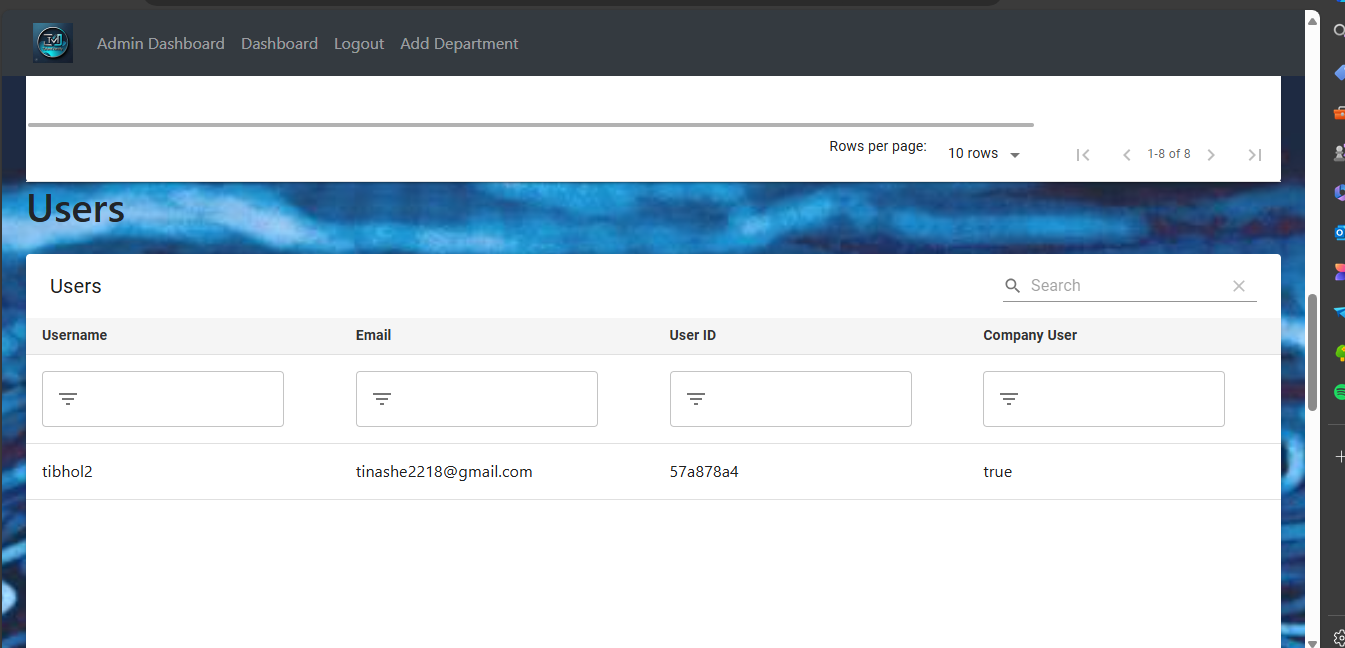 Admin Dashboard Dashboard Logout Add Department
Rows per page: 10 rows 1-8 of 8
Users
Users Search
Username Email User ID Company User
tibhol2 tinashe2218@gmail.com 57a878a4 true